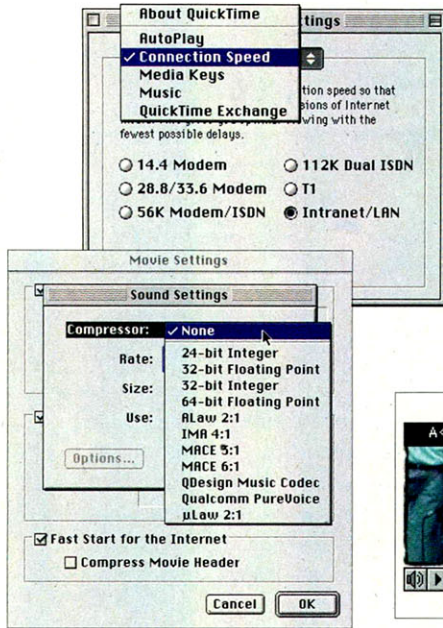 About QuickTime
ttings
AutoPlay
✓ Connection Speed
Media Keys
Music
QuickTime Exchange
tion speed so that
sions of Internet
wing with the
fewest possible delays.
14.4 Modem
112K Dual ISDN
28.8/33.6 Modem
T1
56K Modem/ISDN
Intranet/LAN
Movie Settings
Sound Settings
Compressor:
✓ None
Rate:
24-bit Integer
32-bit Floating Point
Size:
32-bit Integer
64-bit Floating Point
Use:
ALaw 2:1
IMA 4:1
Options...
MACE 3:1
MACE 6:1
QDesign Music Codec
Qualcomm PureVoice
µLaw 2:1
Fast Start for the Internet
Compress Movie Header
Cancel
OK
A